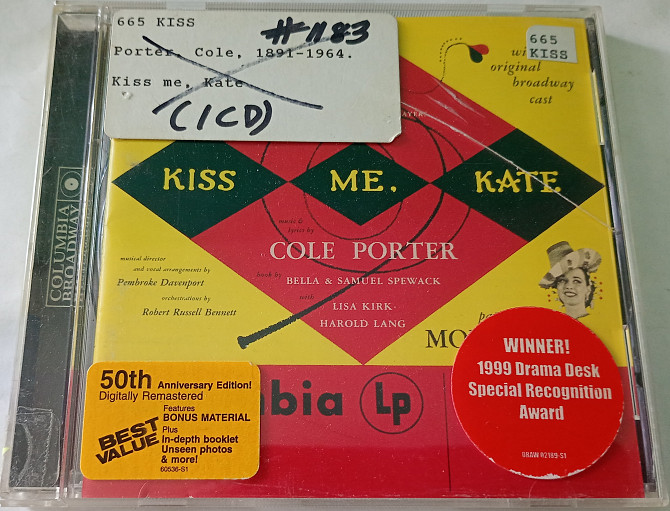 665 KISS
#1183
Porter, Cole, 1891-1964.
Kiss me, Kate
(1CD)
665
KISS
original
broadway
cast
KISS ME, KATE
music &
lyrics by
COLE PORTER
book by
BELLA & SAMUEL SPEWACK
with
LISA KIRK
HAROLD LANG
musical director
and vocal arrangements by
Pembroke Davenport
orchestrations by
Robert Russell Bennett
COLUMBIA
BROADWAY
50th Anniversary Edition!
Digitally Remastered
Features
BONUS MATERIAL
Plus
In-depth booklet
Unseen photos
& more!
BEST
VALUE
60536-S1
Lp
WINNER!
1999 Drama Desk
Special Recognition
Award